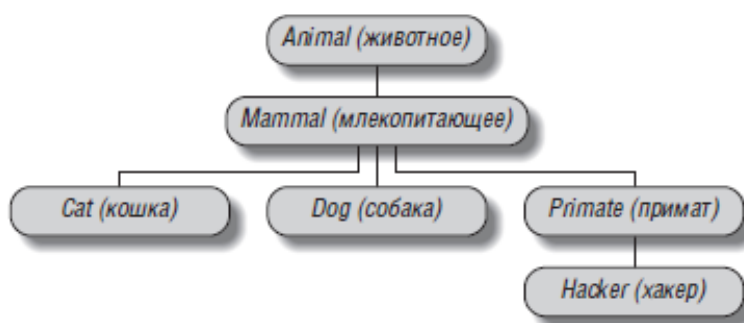 Animal (животное)
Mammal (млекопитающее)
Cat (кошка)
Dog (собака)
Primate (примат)
Hacker (хакер)